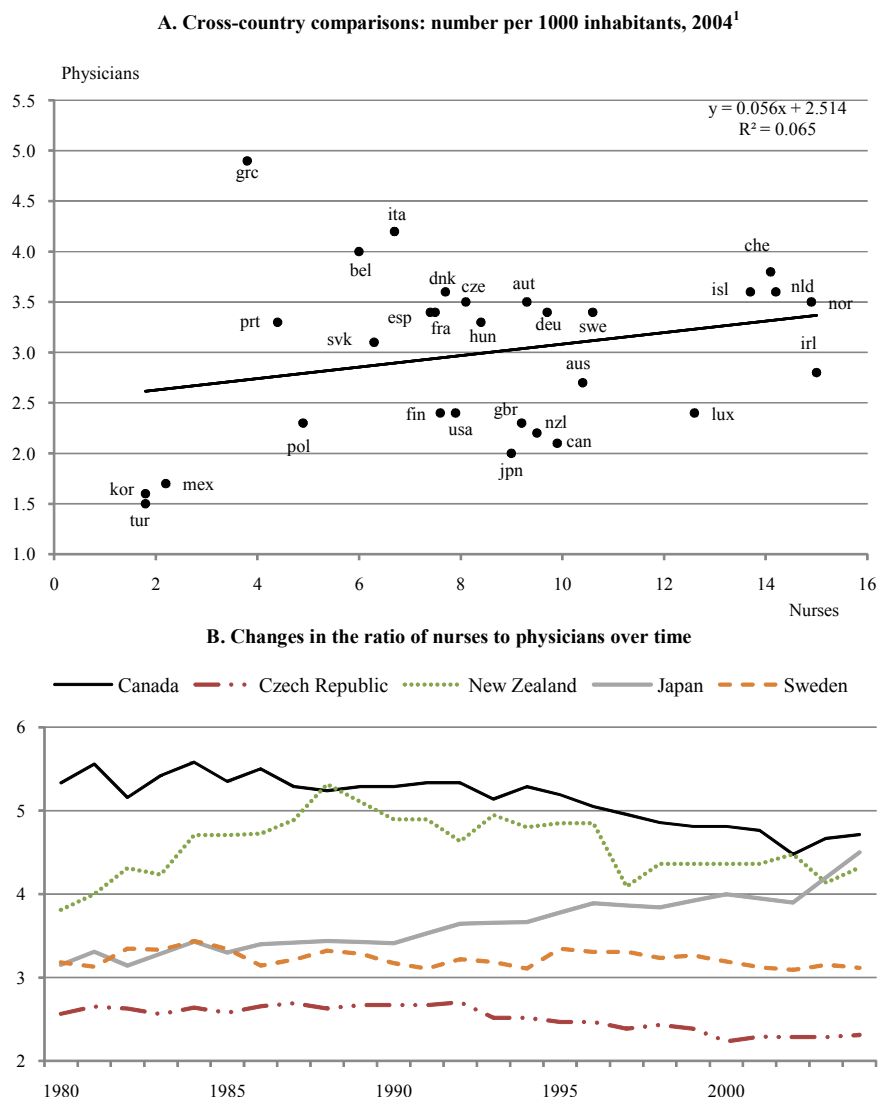 A. Cross-country comparisons: number per 1000 inhabitants, 2004¹
Physicians
y = 0.056x + 2.514
R² = 0.065
5.5
5.0
4.5
4.0
3.5
3.0
2.5
2.0
1.5
1.0
grc
ita
bel
che
dnk
cze
aut
isl
nld
nor
prt
esp
fra
hun
deu
swe
svk
irl
aus
fin
usa
gbr
nzl
lux
pol
jpn
can
kor
mex
tur
0 2 4 6 8 10 12 14 16
Nurses
B. Changes in the ratio of nurses to physicians over time
Canada Czech Republic New Zealand Japan Sweden
6
5
4
3
2
1980 1985 1990 1995 2000